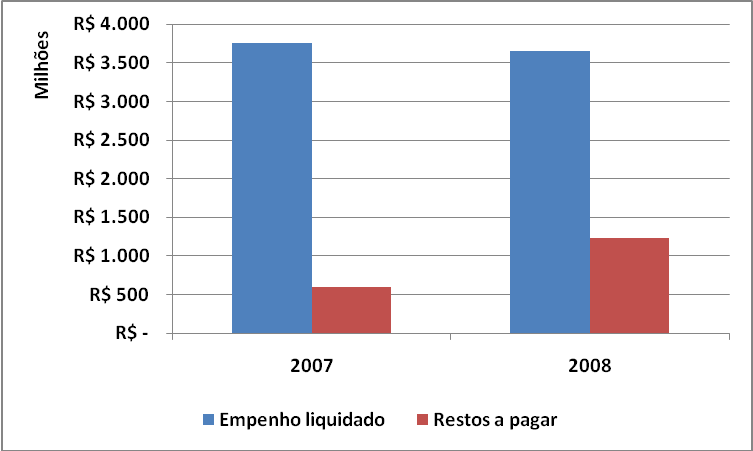 Milhões
R$ 4.000
R$ 3.500
R$ 3.000
R$ 2.500
R$ 2.000
R$ 1.500
R$ 1.000
R$ 500
R$ -
2007 2008
Empenho liquidado Restos a pagar